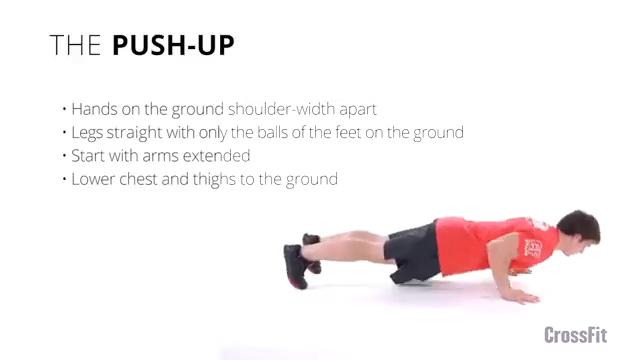 THE PUSH-UP
• Hands on the ground shoulder-width apart
• Legs straight with only the balls of the feet on the ground
• Start with arms extended
• Lower chest and thighs to the ground
CrossFit